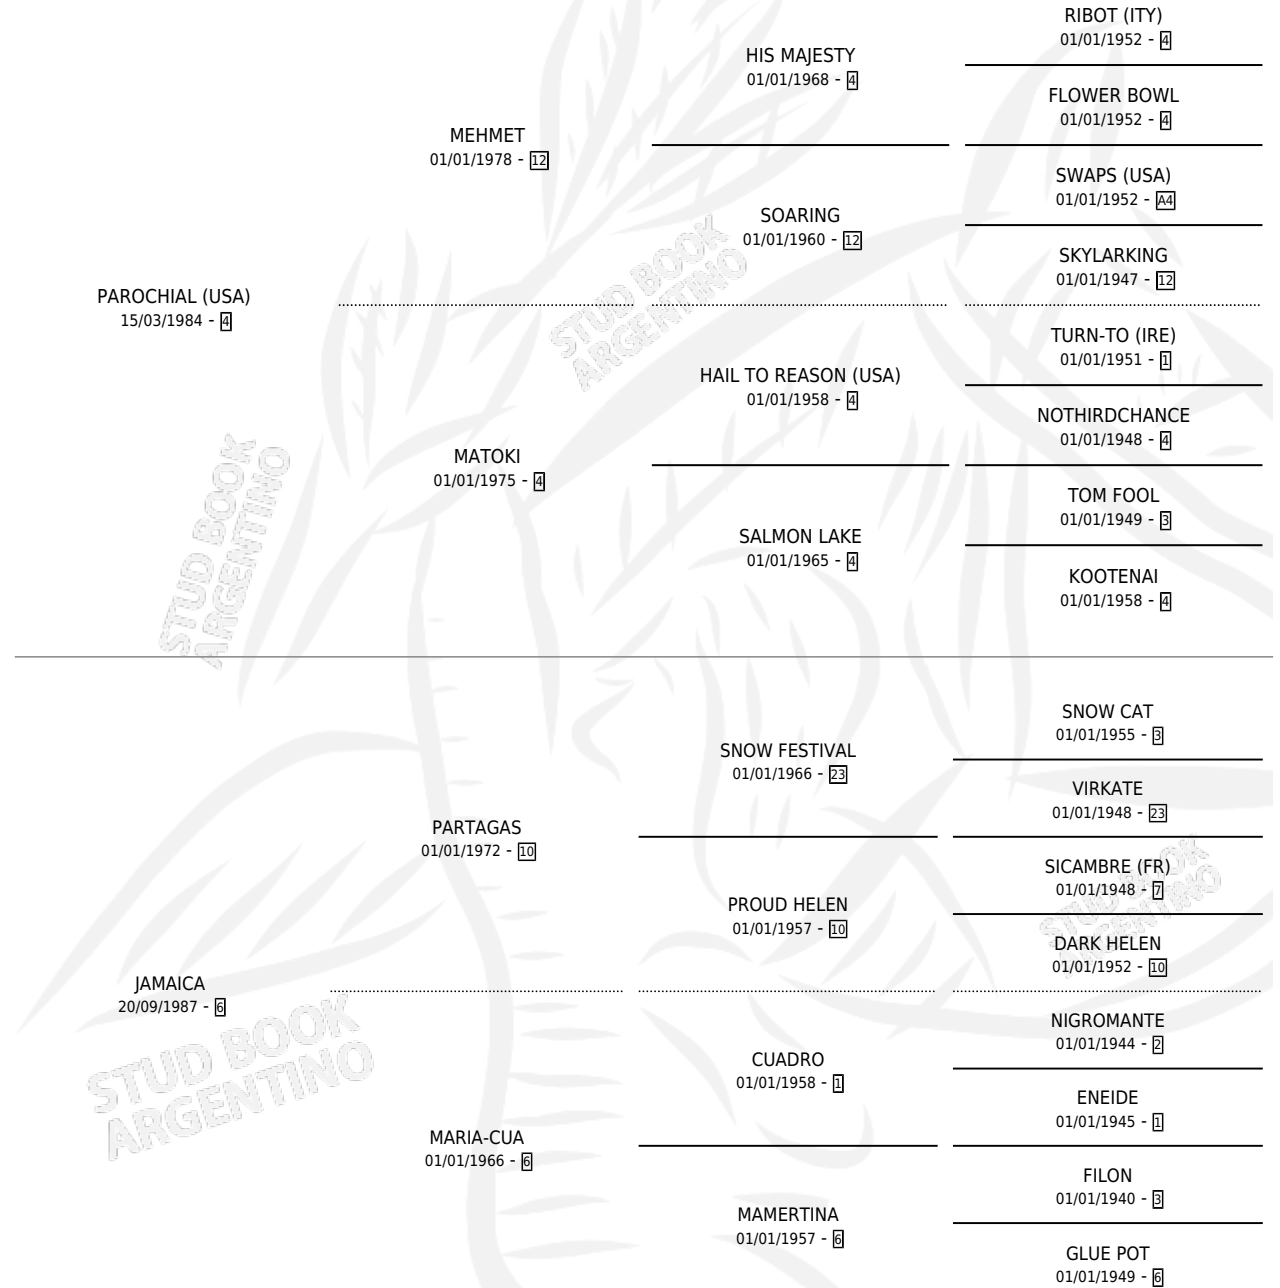 RIBOT (ITY)
01/01/1952 - 4
HIS MAJESTY
01/01/1968 - 4
FLOWER BOWL
01/01/1952 - 4
MEHMET
01/01/1978 - 12
SWAPS (USA)
01/01/1952 - A4
SOARING
01/01/1960 - 12
SKYLARKING
01/01/1947 - 12
PAROCHIAL (USA)
15/03/1984 - 4
STUD BOOK
ARGENTINO
TURN-TO (IRE)
01/01/1951 - 1
HAIL TO REASON (USA)
01/01/1958 - 4
NOTHIRDCHANCE
01/01/1948 - 4
MATOKI
01/01/1975 - 4
STUD BOOK
ARGENTINO
TOM FOOL
01/01/1949 - 3
SALMON LAKE
01/01/1965 - 4
KOOTENAI
01/01/1958 - 4
SNOW CAT
01/01/1955 - 3
SNOW FESTIVAL
01/01/1966 - 23
VIRKATE
01/01/1948 - 23
PARTAGAS
01/01/1972 - 10
SICAMBRE (FR)
01/01/1948 - 7
PROUD HELEN
01/01/1957 - 10
STUD BOOK
ARGENTINO
DARK HELEN
01/01/1952 - 10
JAMAICA
20/09/1987 - 6
STUD BOOK
ARGENTINO
NIGROMANTE
01/01/1944 - 2
CUADRO
01/01/1958 - 1
ENEIDE
01/01/1945 - 1
MARIA-CUA
01/01/1966 - 6
FILON
01/01/1940 - 3
MAMERTINA
01/01/1957 - 6
GLUE POT
01/01/1949 - 6